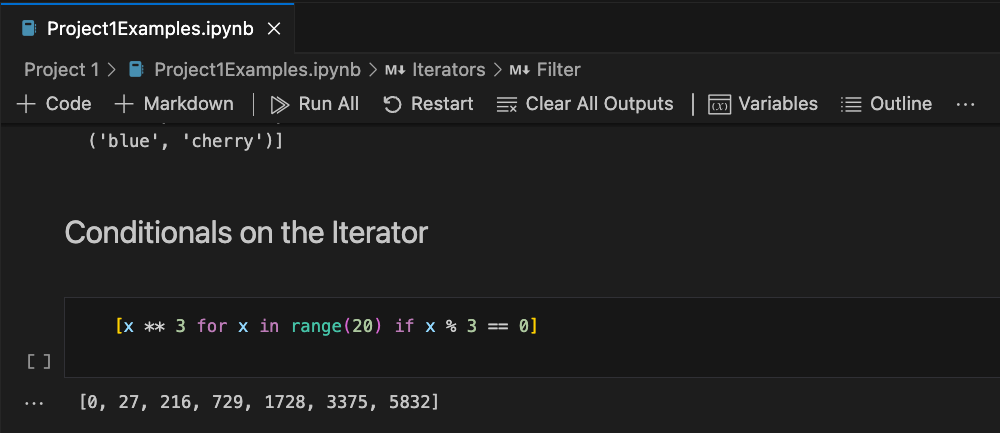 Project1Examples.ipynb
Project 1 > Project1Examples.ipynb > M↓ Iterators > M↓ Filter
+ Code + Markdown | Run All Restart Clear All Outputs | (x) Variables Outline ...
('blue', 'cherry')]
Conditionals on the Iterator
[x ** 3 for x in range(20) if x % 3 == 0]
[ ]
... [0, 27, 216, 729, 1728, 3375, 5832]